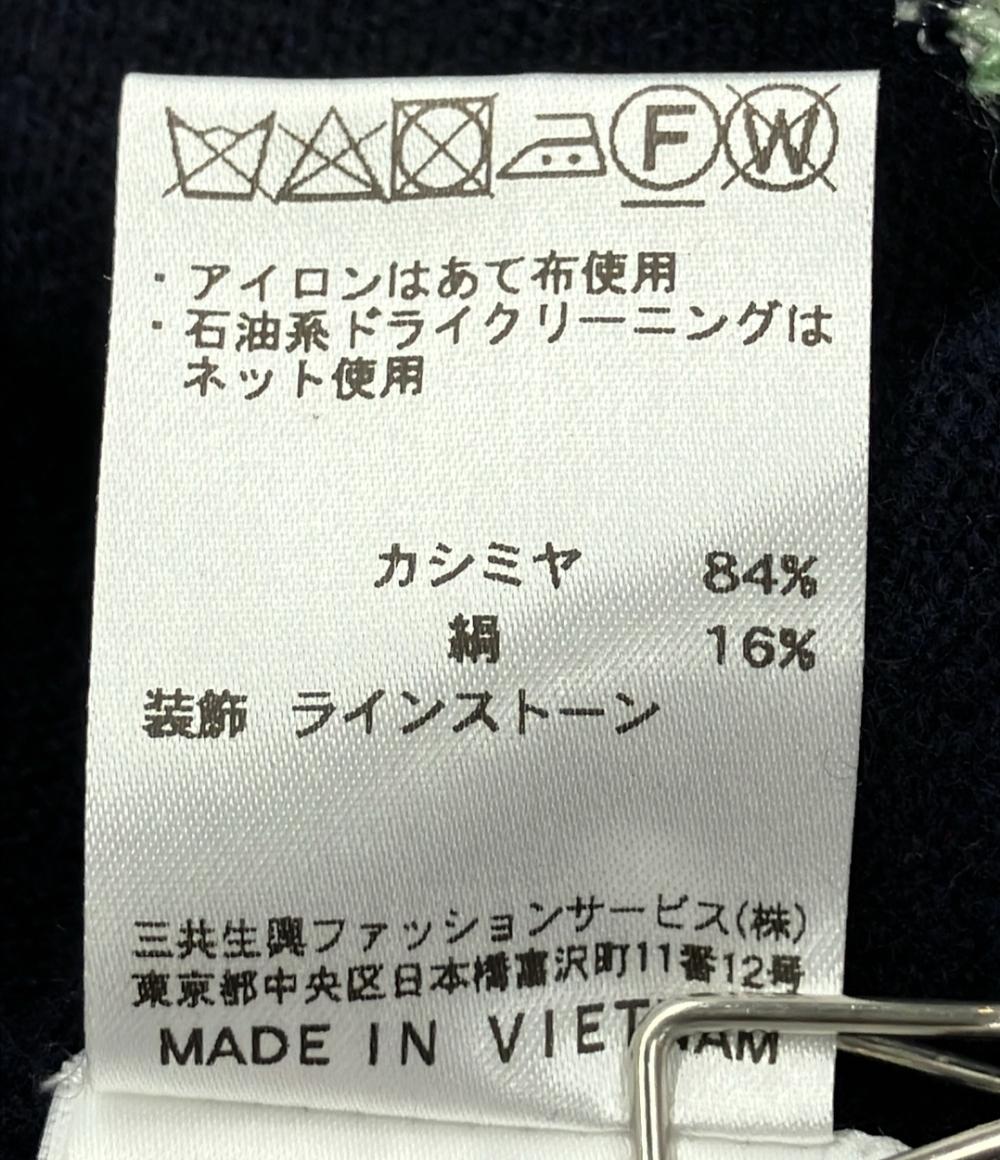 F W
・アイロンはあて布使用
・石油系ドライクリーニングは
ネット使用
カシミヤ 84%
絹 16%
装飾 ラインストーン
三共生興ファッションサービス(株)
東京都中央区日本橋富沢町11番12号
MADE IN VIETNAM